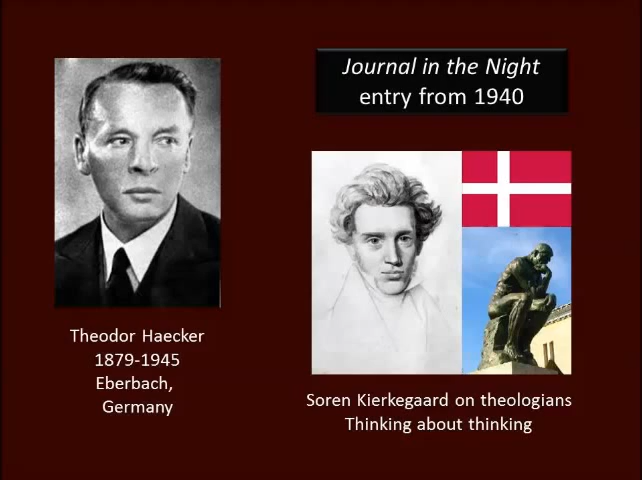 Journal in the Night
entry from 1940
Theodor Haecker
1879-1945
Eberbach,
Germany
Soren Kierkegaard on theologians
Thinking about thinking